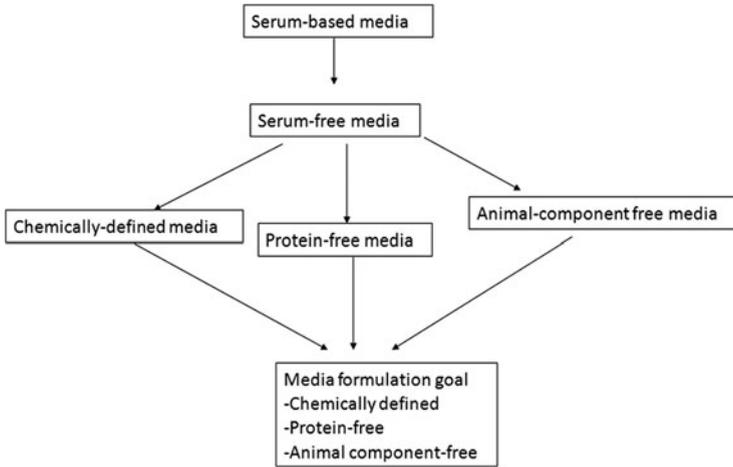 Serum-based media
Serum-free media
Chemically-defined media
Protein-free media
Animal-component free media
Media formulation goal
-Chemically defined
-Protein-free
-Animal component-free